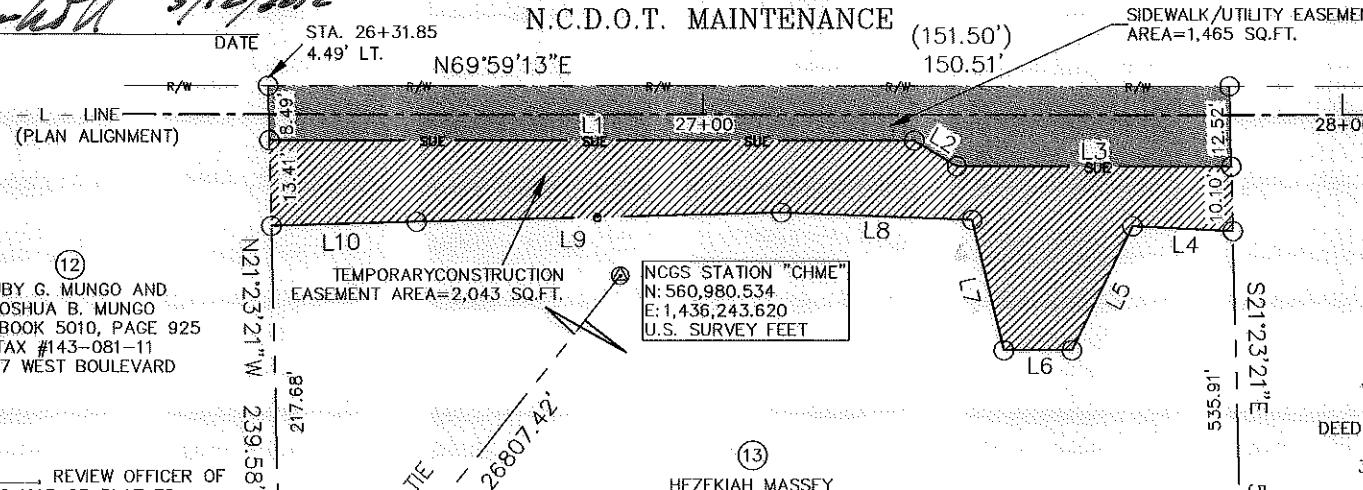 3/12/2012
DATE
STA. 26+31.85
4.49' LT.
N.C.D.O.T. MAINTENANCE
SIDEWALK/UTILITY EASEME
AREA=1,465 SQ.FT.
(151.50')
150.51'
N69°59'13"E
R/W R/W R/W R/W R/W
- L - LINE
(PLAN ALIGNMENT)
8.49'
L1
27+00
L2
L3
12.52'
28+0
SUE SUE SUE SUE
13.41'
10.10'
L10
L9
L8
L7
L6
L5
L4
TEMPORARYCONSTRUCTION
EASEMENT AREA=2,043 SQ.FT.
NCGS STATION "CHME"
N: 560,980.534
E: 1,436,243.620
U.S. SURVEY FEET
12
BY G. MUNGO AND
OSHUA B. MUNGO
BOOK 5010, PAGE 925
TAX #143-081-11
7 WEST BOULEVARD
N21°23'21"W 239.58'
217.68'
S21°23'21"E
535.91'
TIE
26807.42'
13
HEZEKIAH MASSEY
DEED
REVIEW OFFICER OF